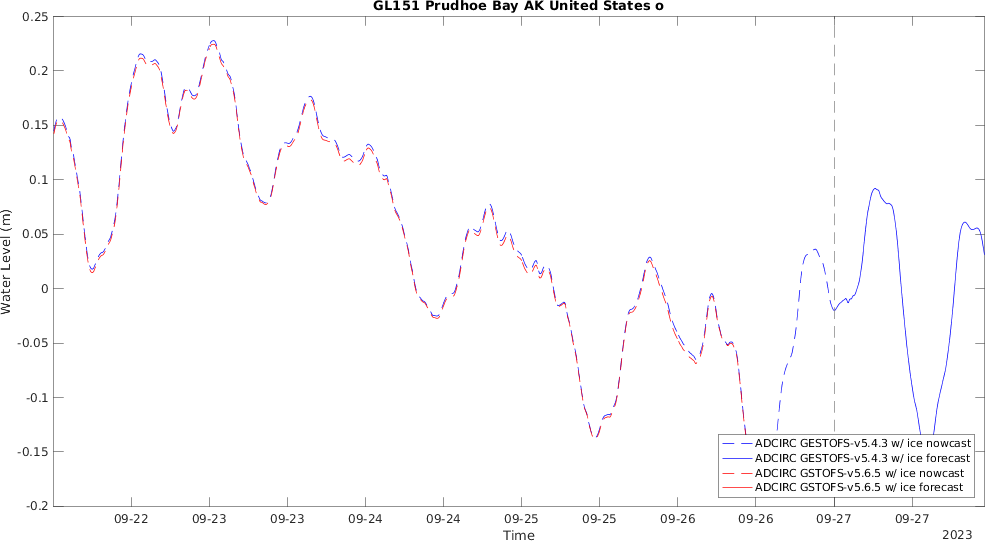 GL151 Prudhoe Bay AK United States o
0.25
0.2
0.15
0.1
0.05
0
-0.05
-0.1
-0.15
-0.2
Water Level (m)
ADCIRC GESTOFS-v5.4.3 w/ ice nowcast
ADCIRC GESTOFS-v5.4.3 w/ ice forecast
ADCIRC GSTOFS-v5.6.5 w/ ice nowcast
ADCIRC GSTOFS-v5.6.5 w/ ice forecast
09-22 09-23 09-23 09-24 09-24 09-25 09-25 09-26 09-26 09-27 09-27
Time
2023